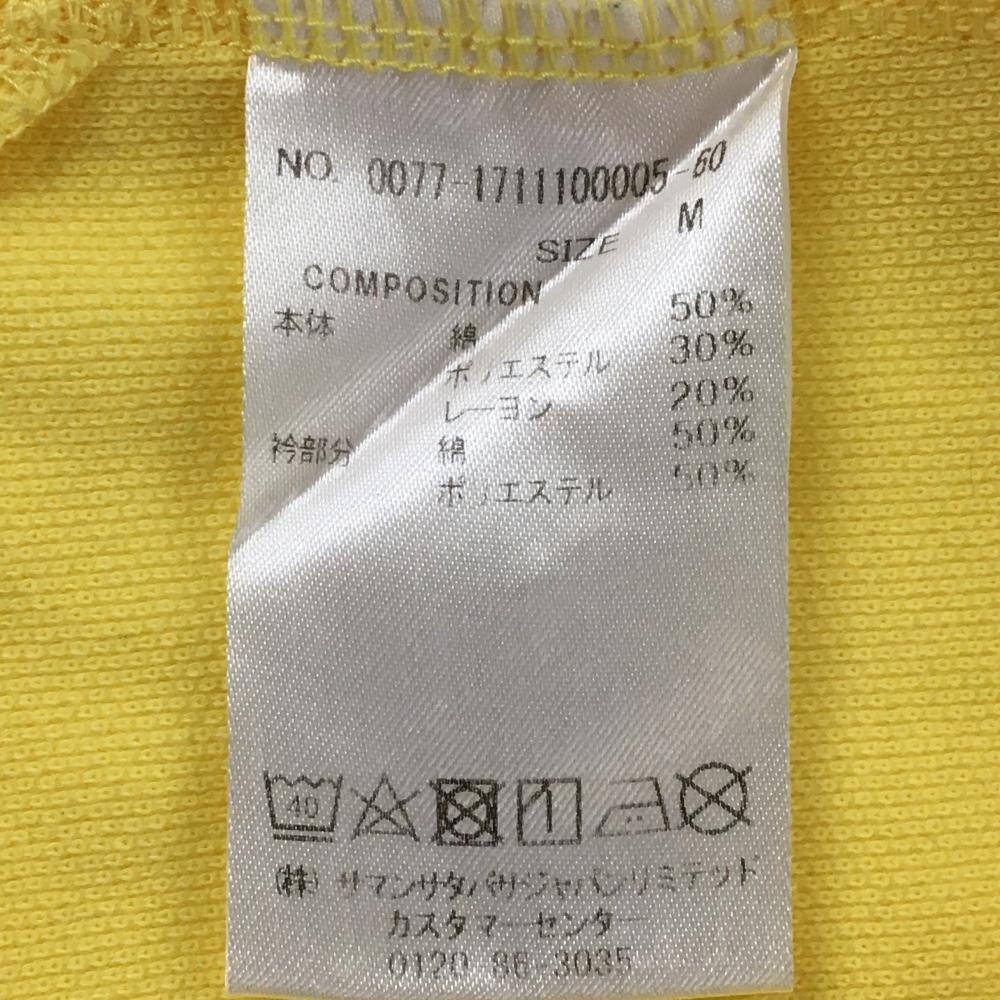 NO. 0077-1711100005-60
SIZE M
COMPOSITION
本体 綿 50%
ポリエステル 30%
レーヨン 20%
衿部分 綿 50%
ポリエステル 50%
40
(株) サマンサタバサジャパンリミテッド
カスタマーセンター
0120 86-3035